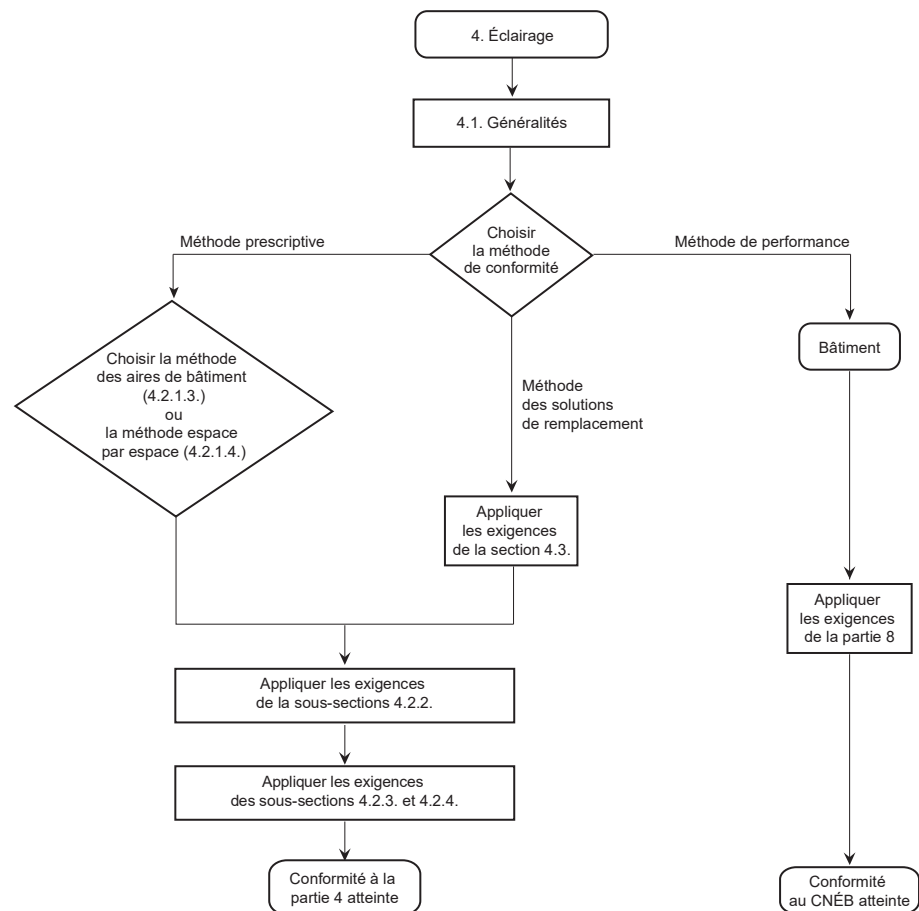 4. Éclairage
4.1. Généralités
Choisir
la méthode
de conformité
Méthode prescriptive
Méthode de performance
Choisir la méthode
des aires de bâtiment
(4.2.1.3.)
ou
la méthode espace
par espace (4.2.1.4.)
Méthode
des solutions
de remplacement
Bâtiment
Appliquer
les exigences
de la section 4.3.
Appliquer
les exigences
de la partie 8
Appliquer les exigences
de la sous-sections 4.2.2.
Appliquer les exigences
des sous-sections 4.2.3. et 4.2.4.
Conformité à la
partie 4 atteinte
Conformité
au CNÉB atteinte